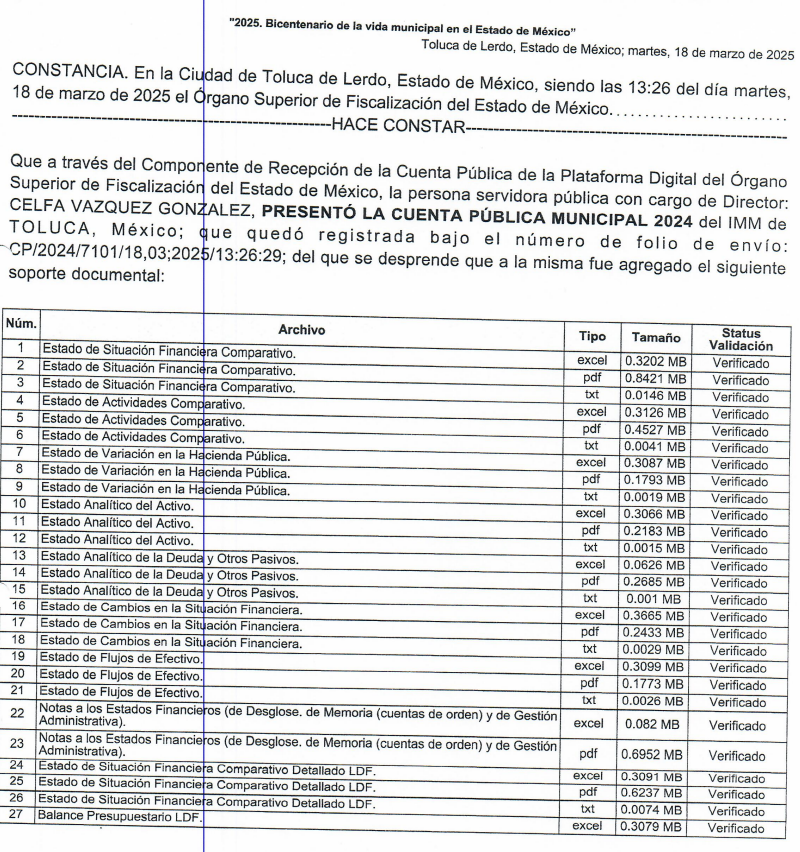 "2025. Bicentenario de la vida municipal en el Estado de México"
Toluca de Lerdo, Estado de México; martes, 18 de marzo de 2025
CONSTANCIA. En la Ciudad de Toluca de Lerdo, Estado de México, siendo las 13:26 del día martes,
18 de marzo de 2025 el Órgano Superior de Fiscalización del Estado de México..........................
------------------------------------------HACE CONSTAR------------------------------------------
Que a través del Componente de Recepción de la Cuenta Pública de la Plataforma Digital del Órgano
Superior de Fiscalización del Estado de México, la persona servidora pública con cargo de Director:
CELFA VAZQUEZ GONZALEZ, PRESENTÓ LA CUENTA PÚBLICA MUNICIPAL 2024 del IMM de
TOLUCA, México; que quedó registrada bajo el número de folio de envío:
CP/2024/7101/18,03;2025/13:26:29; del que se desprende que a la misma fue agregado el siguiente
soporte documental:
Núm. Archivo Tipo Tamaño Status Validación
1 Estado de Situación Financiera Comparativo. excel 0.3202 MB Verificado
2 Estado de Situación Financiera Comparativo. pdf 0.8421 MB Verificado
3 Estado de Situación Financiera Comparativo. txt 0.0146 MB Verificado
4 Estado de Actividades Comparativo. excel 0.3126 MB Verificado
5 Estado de Actividades Comparativo. pdf 0.4527 MB Verificado
6 Estado de Actividades Comparativo. txt 0.0041 MB Verificado
7 Estado de Variación en la Hacienda Pública. excel 0.3087 MB Verificado
8 Estado de Variación en la Hacienda Pública. pdf 0.1793 MB Verificado
9 Estado de Variación en la Hacienda Pública. txt 0.0019 MB Verificado
10 Estado Analítico del Activo. excel 0.3066 MB Verificado
11 Estado Analítico del Activo. pdf 0.2183 MB Verificado
12 Estado Analítico del Activo. txt 0.0015 MB Verificado
13 Estado Analítico de la Deuda y Otros Pasivos. excel 0.0626 MB Verificado
14 Estado Analítico de la Deuda y Otros Pasivos. pdf 0.2685 MB Verificado
15 Estado Analítico de la Deuda y Otros Pasivos. txt 0.001 MB Verificado
16 Estado de Cambios en la Situación Financiera. excel 0.3665 MB Verificado
17 Estado de Cambios en la Situación Financiera. pdf 0.2433 MB Verificado
18 Estado de Cambios en la Situación Financiera. txt 0.0029 MB Verificado
19 Estado de Flujos de Efectivo. excel 0.3099 MB Verificado
20 Estado de Flujos de Efectivo. pdf 0.1773 MB Verificado
21 Estado de Flujos de Efectivo. txt 0.0026 MB Verificado
22 Notas a los Estados Financieros (de Desglose. de Memoria (cuentas de orden) y de Gestión
Administrativa). excel 0.082 MB Verificado
23 Notas a los Estados Financieros (de Desglose. de Memoria (cuentas de orden) y de Gestión
Administrativa). pdf 0.6952 MB Verificado
24 Estado de Situación Financiera Comparativo Detallado LDF. excel 0.3091 MB Verificado
25 Estado de Situación Financiera Comparativo Detallado LDF. pdf 0.6237 MB Verificado
26 Estado de Situación Financiera Comparativo Detallado LDF. txt 0.0074 MB Verificado
27 Balance Presupuestario LDF. excel 0.3079 MB Verificado